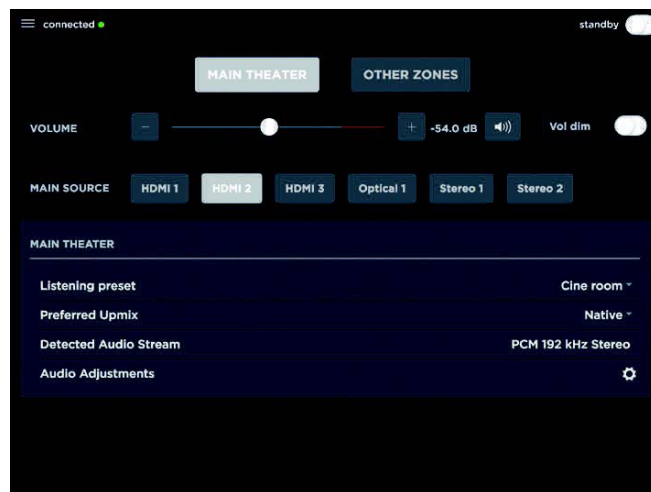 connected
standby
MAIN THEATER
OTHER ZONES
VOLUME
-
+
-54.0 dB
Vol dim
MAIN SOURCE
HDMI 1
HDMI 2
HDMI 3
Optical 1
Stereo 1
Stereo 2
MAIN THEATER
Listening preset
Cine room
Preferred Upmix
Native
Detected Audio Stream
PCM 192 kHz Stereo
Audio Adjustments